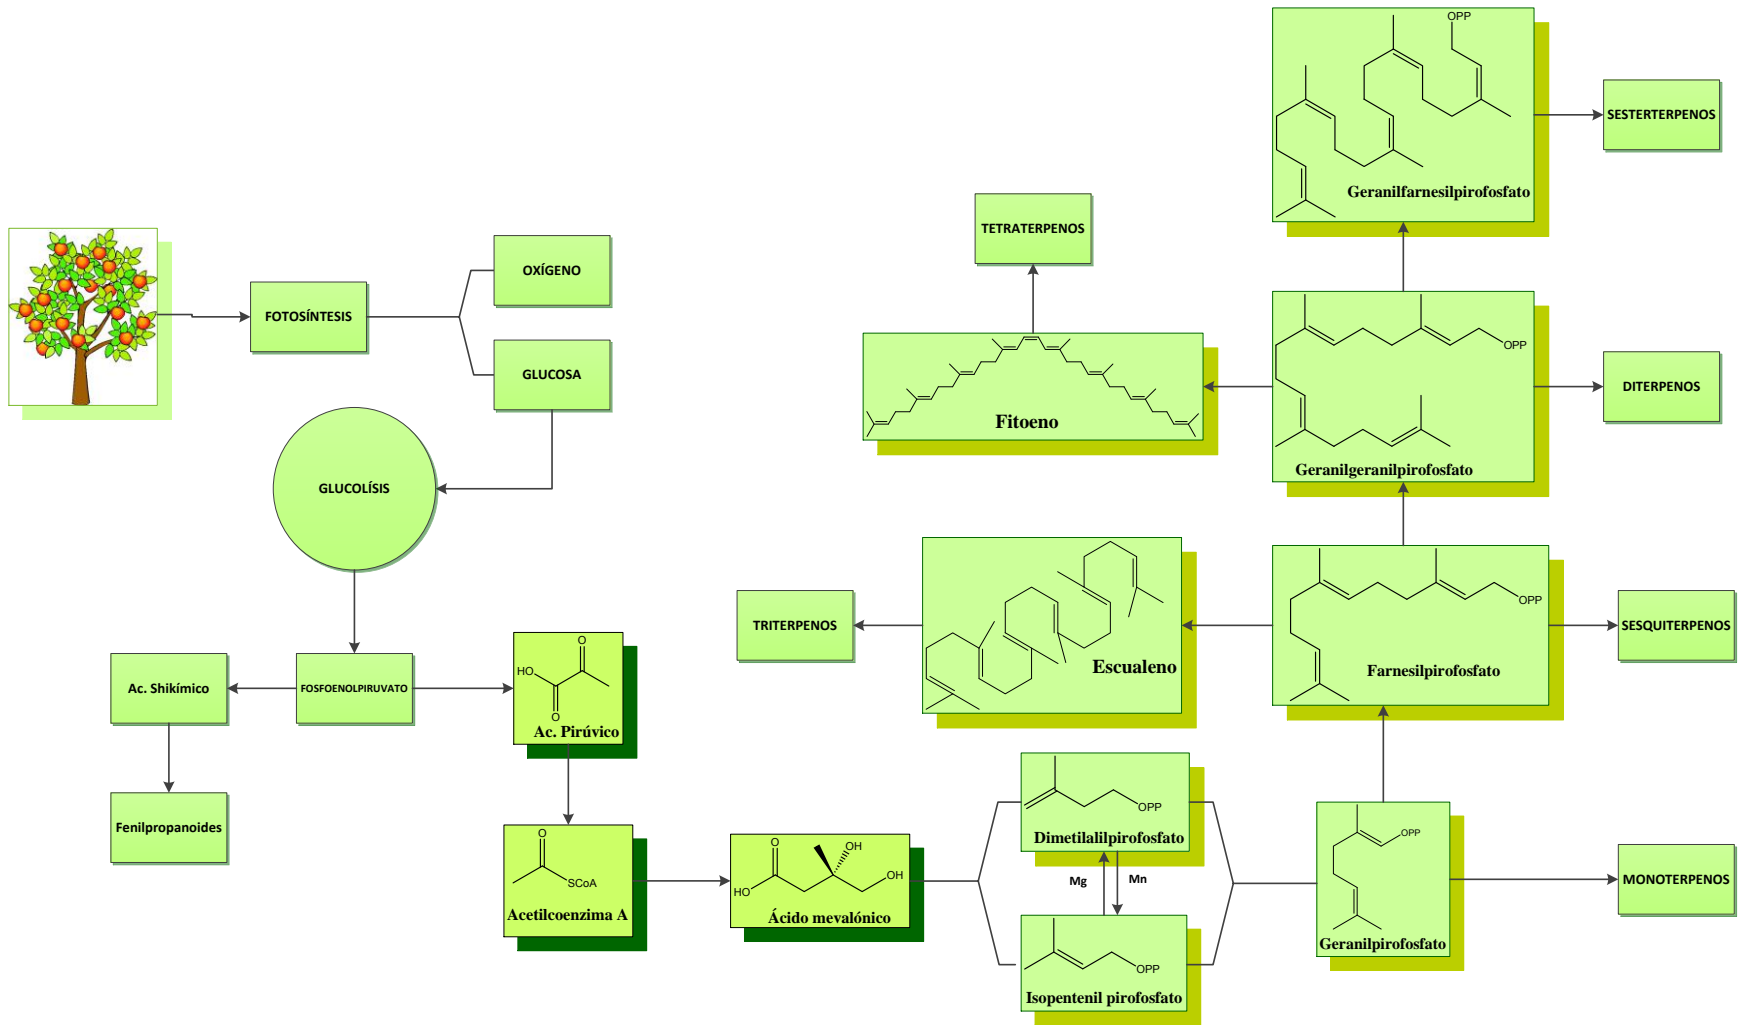 OXÍGENO
FOTOSÍNTESIS
GLUCOSA
GLUCOLÍSIS
Ac. Shikímico
FOSFOENOLPIRUVATO
Fenilpropanoides
O
HO
O
Ac. Pirúvico
O
SCoA
Acetilcoenzima A
O
OH
HO
OH
Ácido mevalónico
OPP
Dimetilalilpirofosfato
Mg
Mn
OPP
Isopentenil pirofosfato
OPP
Geranilpirofosfato
MONOTERPENOS
OPP
Farnesilpirofosfato
SESQUITERPENOS
Escualeno
TRITERPENOS
OPP
Geranilgeranilpirofosfato
DITERPENOS
Fitoeno
TETRATERPENOS
OPP
Geranilfarnesilpirofosfato
SESTERTERPENOS